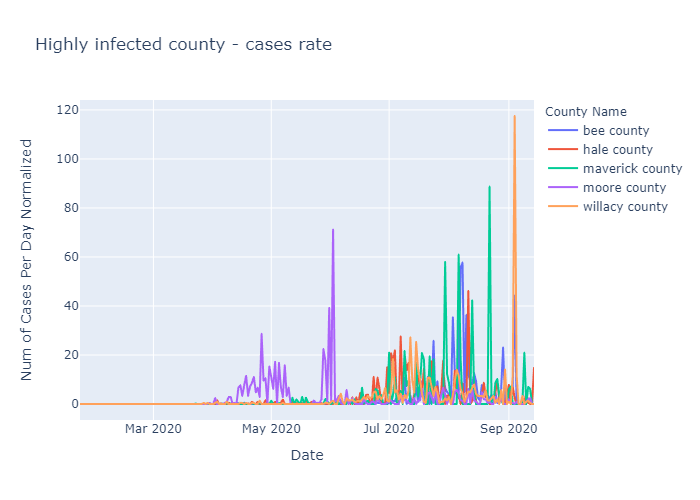 Highly infected county - cases rate
Num of Cases Per Day Normalized
120
100
80
60
40
20
0
Mar 2020
May 2020
Jul 2020
Sep 2020
Date
County Name
bee county
hale county
maverick county
moore county
willacy county